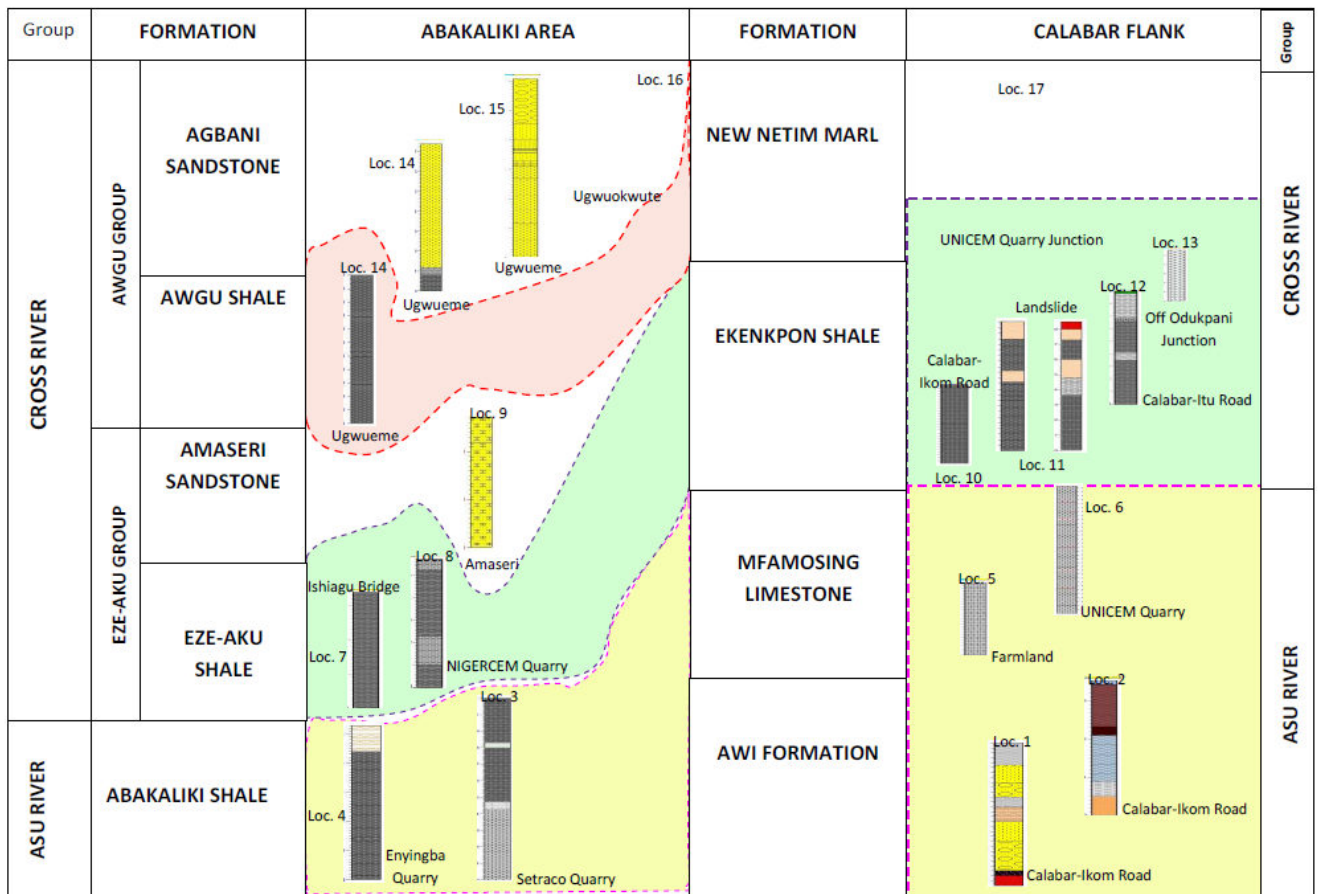 Group
FORMATION
ABAKALIKI AREA
FORMATION
CALABAR FLANK
Group
CROSS RIVER
AWGU GROUP
AGBANI
SANDSTONE
AWGU SHALE
EZE-AKU GROUP
AMASERI
SANDSTONE
EZE-AKU
SHALE
ASU RIVER
ABAKALIKI SHALE
Loc. 16
Loc. 15
Loc. 14
Ugwuokwute
Ugwueme
Loc. 14
Ugwueme
Ugwueme
Loc. 9
Amaseri
Loc. 8
Ishiagu Bridge
Loc. 7
NIGERCEM Quarry
Loc. 3
Loc. 4
Enyingba
Quarry
Setraco Quarry
NEW NETIM MARL
EKENKPON SHALE
MFAMOSING
LIMESTONE
AWI FORMATION
Loc. 17
UNICEM Quarry Junction
Loc. 13
Loc. 12
Landslide
Off Odukpani
Junction
Calabar-
Ikom Road
Calabar-Itu Road
Loc. 11
Loc. 10
Loc. 6
Loc. 5
UNICEM Quarry
Farmland
Loc. 2
Loc. 1
Calabar-Ikom Road
Calabar-Ikom Road
CROSS RIVER
ASU RIVER